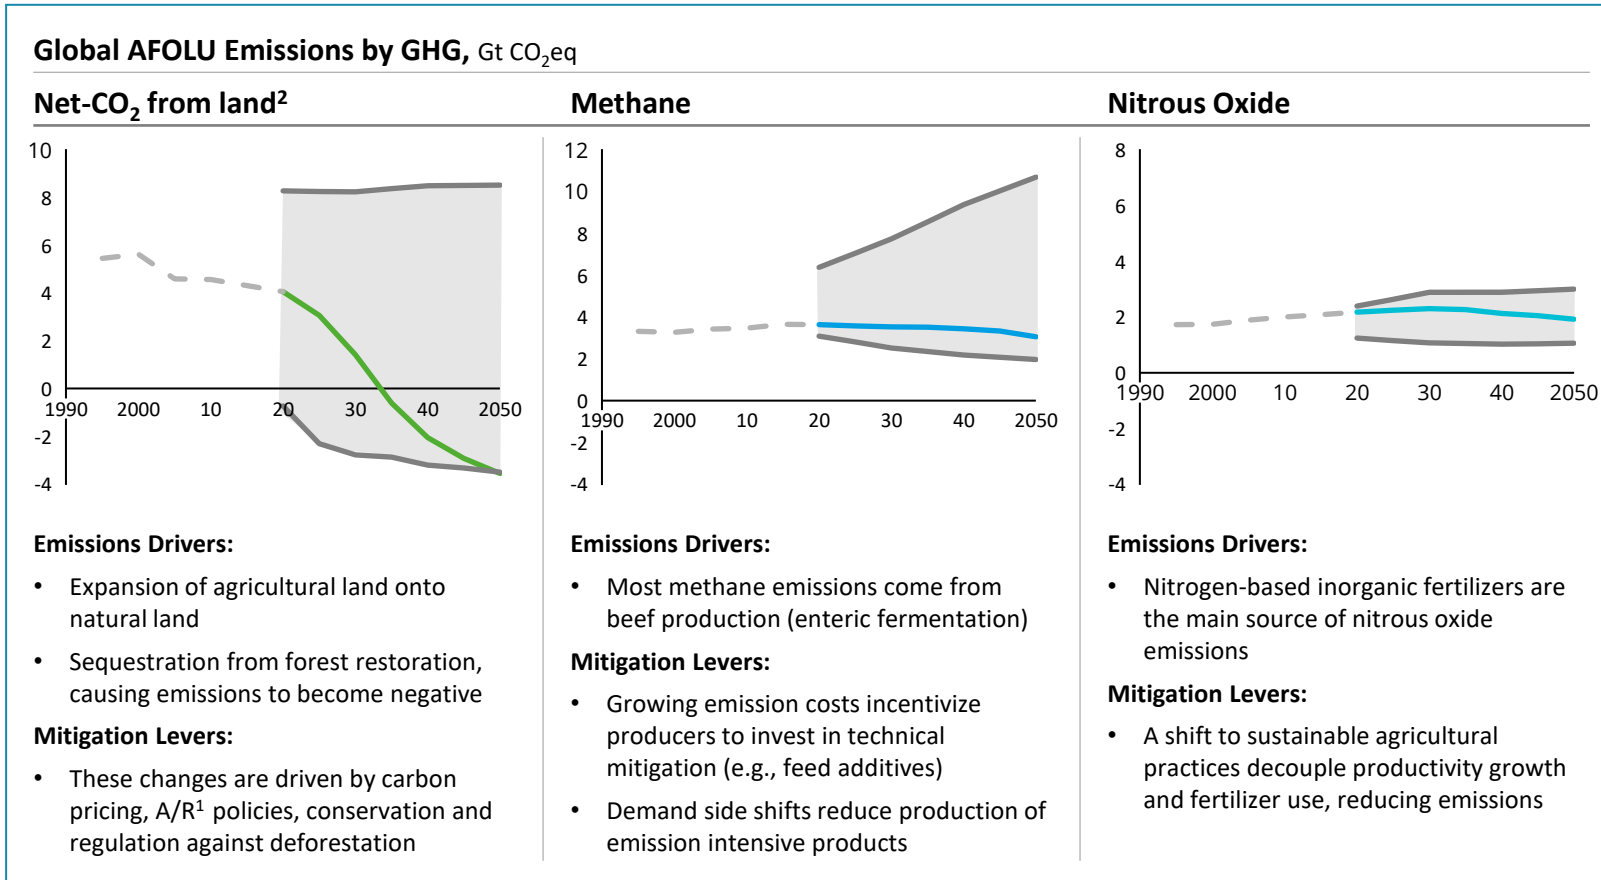 Global AFOLU Emissions by GHG, Gt CO₂eq
Net-CO₂ from land²
10
8
6
4
2
0
-2
-4
1990 2000 10 20 30 40 2050
Emissions Drivers:
• Expansion of agricultural land onto
natural land
• Sequestration from forest restoration,
causing emissions to become negative
Mitigation Levers:
• These changes are driven by carbon
pricing, A/R¹ policies, conservation and
regulation against deforestation
Methane
12
10
8
6
4
2
0
-2
-4
1990 2000 10 20 30 40 2050
Emissions Drivers:
• Most methane emissions come from
beef production (enteric fermentation)
Mitigation Levers:
• Growing emission costs incentivize
producers to invest in technical
mitigation (e.g., feed additives)
• Demand side shifts reduce production of
emission intensive products
Nitrous Oxide
8
6
4
2
0
-2
-4
1990 2000 10 20 30 40 2050
Emissions Drivers:
• Nitrogen-based inorganic fertilizers are
the main source of nitrous oxide
emissions
Mitigation Levers:
• A shift to sustainable agricultural
practices decouple productivity growth
and fertilizer use, reducing emissions